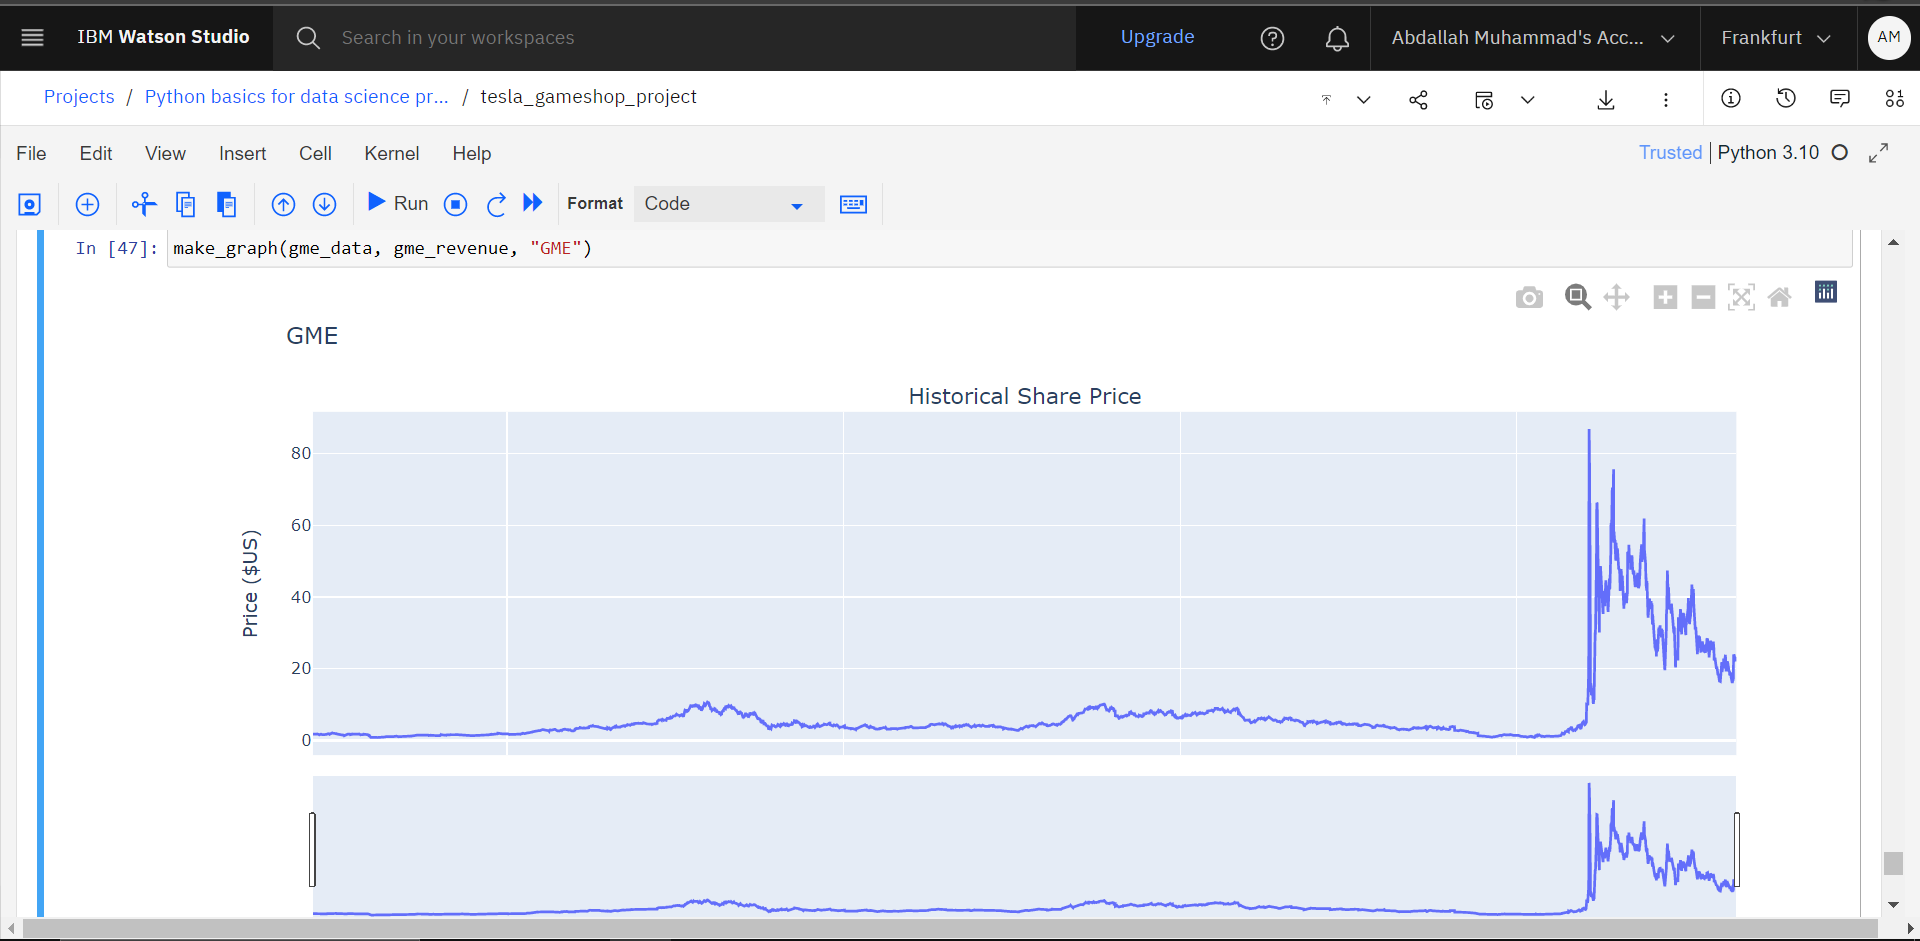 IBM Watson Studio
Search in your workspaces
Upgrade
Abdallah Muhammad's Acc...
Frankfurt
AM
Projects / Python basics for data science pr... / tesla_gameshop_project
File Edit View Insert Cell Kernel Help
Trusted | Python 3.10
Run
Format
Code
In [47]: make_graph(gme_data, gme_revenue, "GME")
GME
Historical Share Price
80
60
40
20
0
Price ($US)